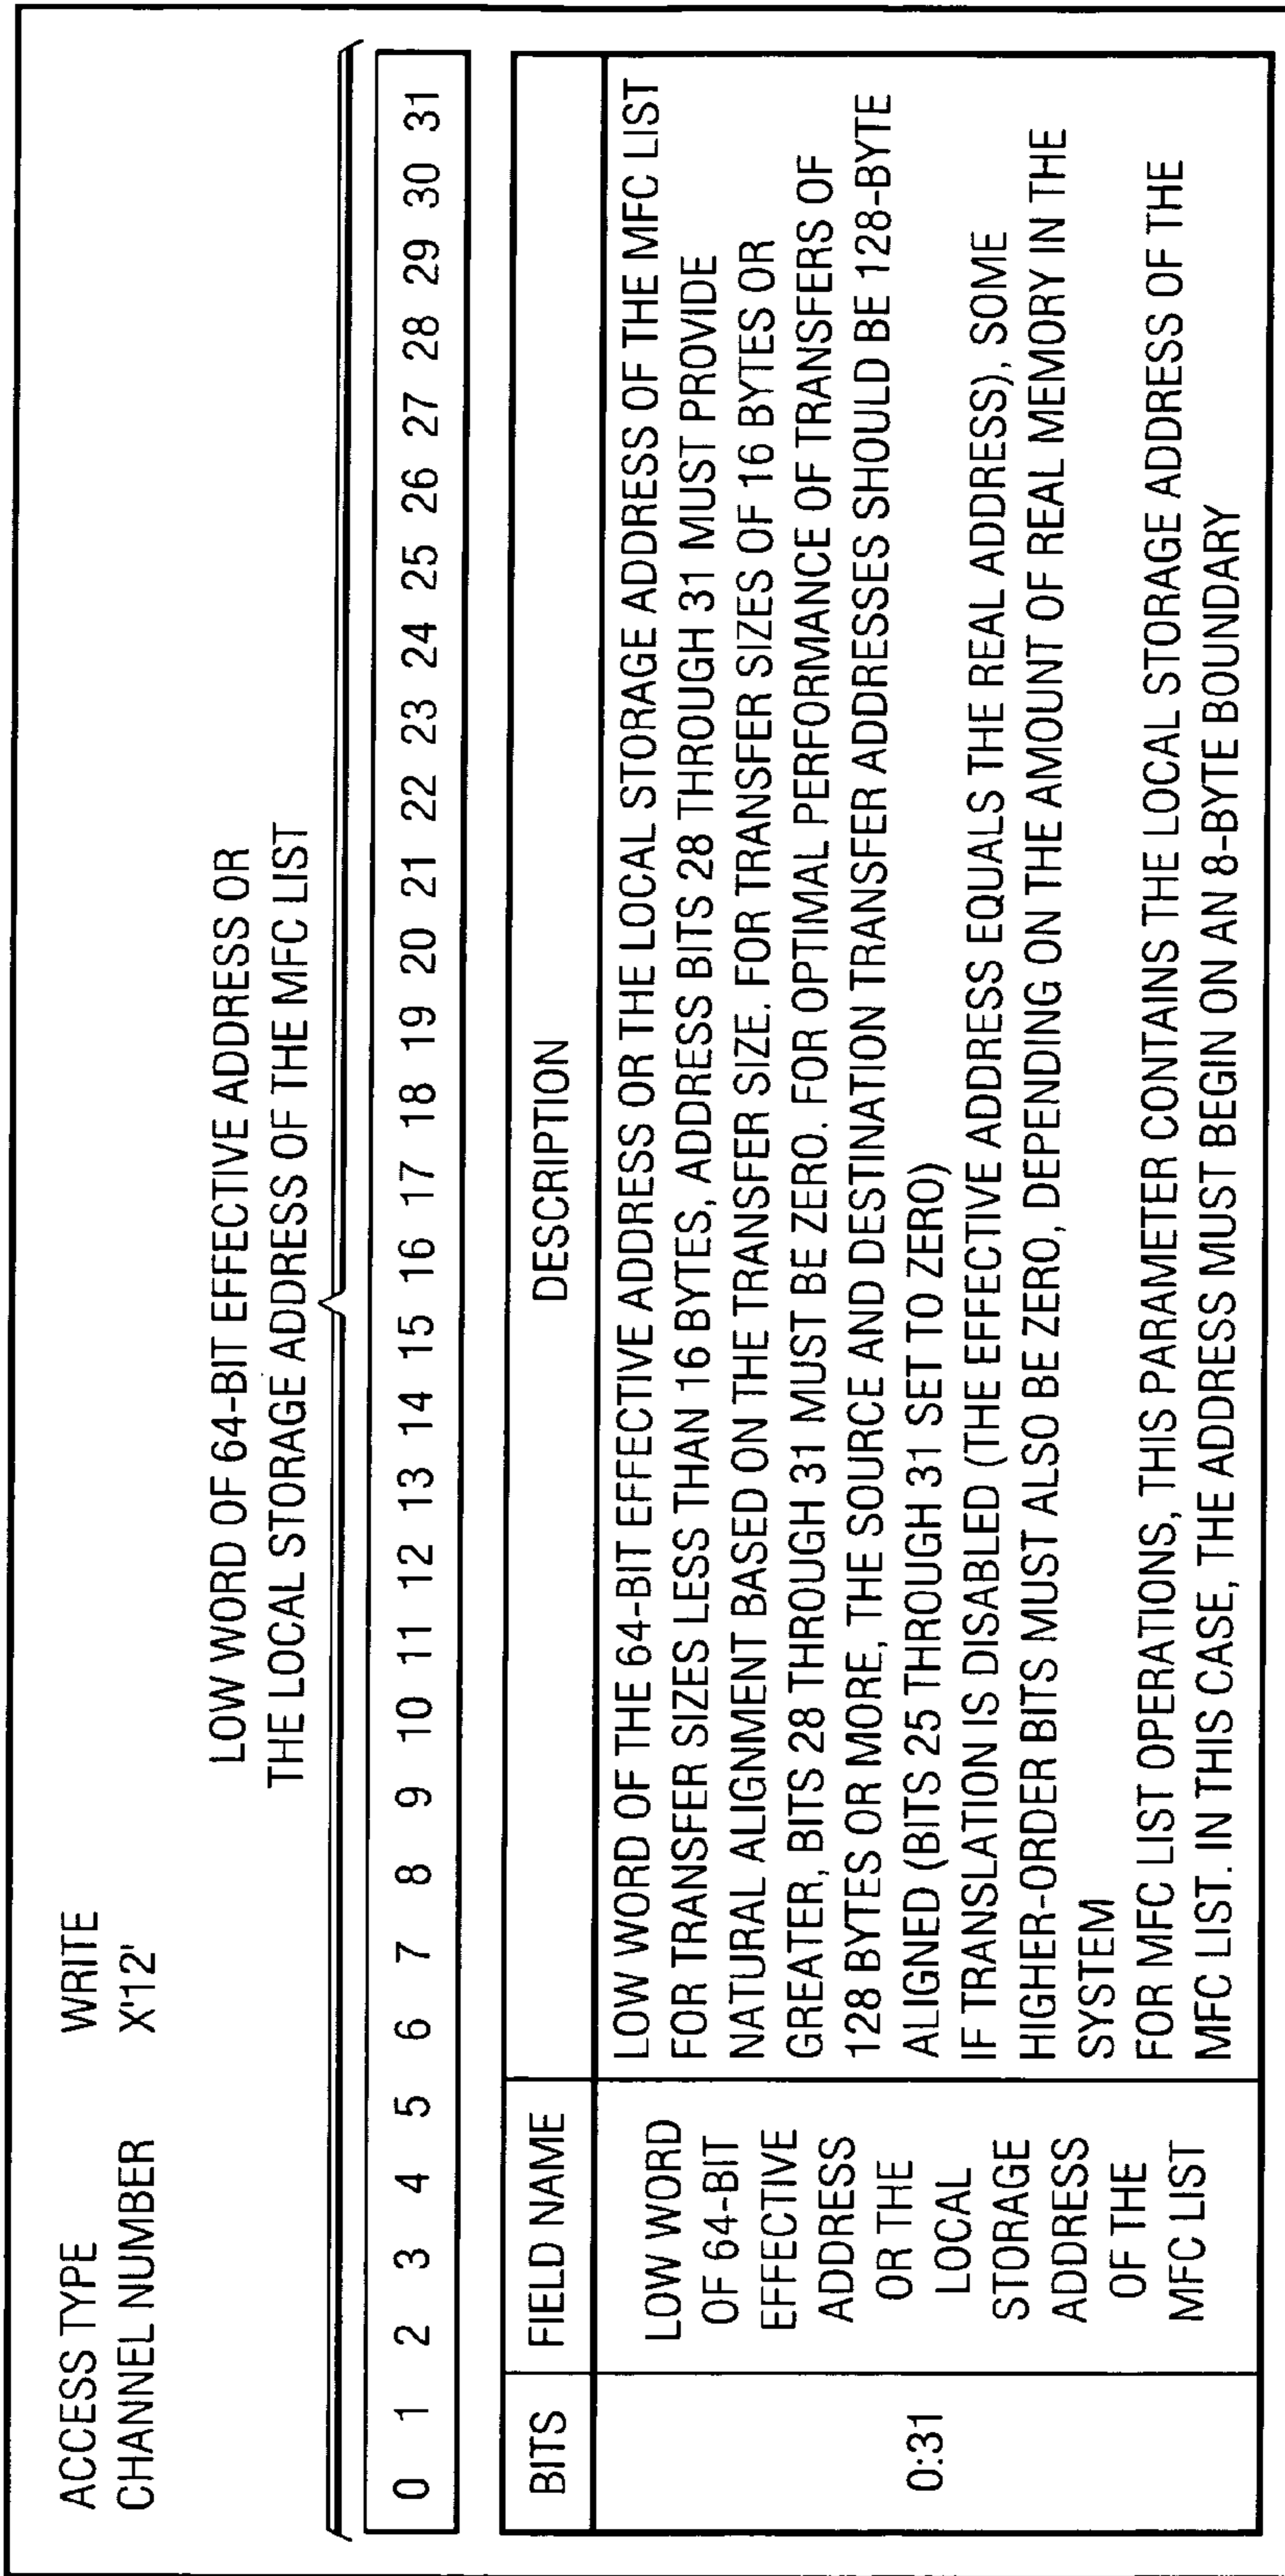 ACCESS TYPE WRITE
CHANNEL NUMBER X'12'
LOW WORD OF 64-BIT EFFECTIVE ADDRESS OR
THE LOCAL STORAGE ADDRESS OF THE MFC LIST
0 1 2 3 4 5 6 7 8 9 10 11 12 13 14 15 16 17 18 19 20 21 22 23 24 25 26 27 28 29 30 31
BITS FIELD NAME DESCRIPTION
0:31
LOW WORD
OF 64-BIT
EFFECTIVE
ADDRESS
OR THE
LOCAL
STORAGE
ADDRESS
OF THE
MFC LIST
LOW WORD OF THE 64-BIT EFFECTIVE ADDRESS OR THE LOCAL STORAGE ADDRESS OF THE MFC LIST
FOR TRANSFER SIZES LESS THAN 16 BYTES, ADDRESS BITS 28 THROUGH 31 MUST PROVIDE
NATURAL ALIGNMENT BASED ON THE TRANSFER SIZE. FOR TRANSFER SIZES OF 16 BYTES OR
GREATER, BITS 28 THROUGH 31 MUST BE ZERO. FOR OPTIMAL PERFORMANCE OF TRANSFERS OF
128 BYTES OR MORE, THE SOURCE AND DESTINATION TRANSFER ADDRESSES SHOULD BE 128-BYTE
ALIGNED (BITS 25 THROUGH 31 SET TO ZERO)
IF TRANSLATION IS DISABLED (THE EFFECTIVE ADDRESS EQUALS THE REAL ADDRESS), SOME
HIGHER-ORDER BITS MUST ALSO BE ZERO, DEPENDING ON THE AMOUNT OF REAL MEMORY IN THE
SYSTEM
FOR MFC LIST OPERATIONS, THIS PARAMETER CONTAINS THE LOCAL STORAGE ADDRESS OF THE
MFC LIST. IN THIS CASE, THE ADDRESS MUST BEGIN ON AN 8-BYTE BOUNDARY